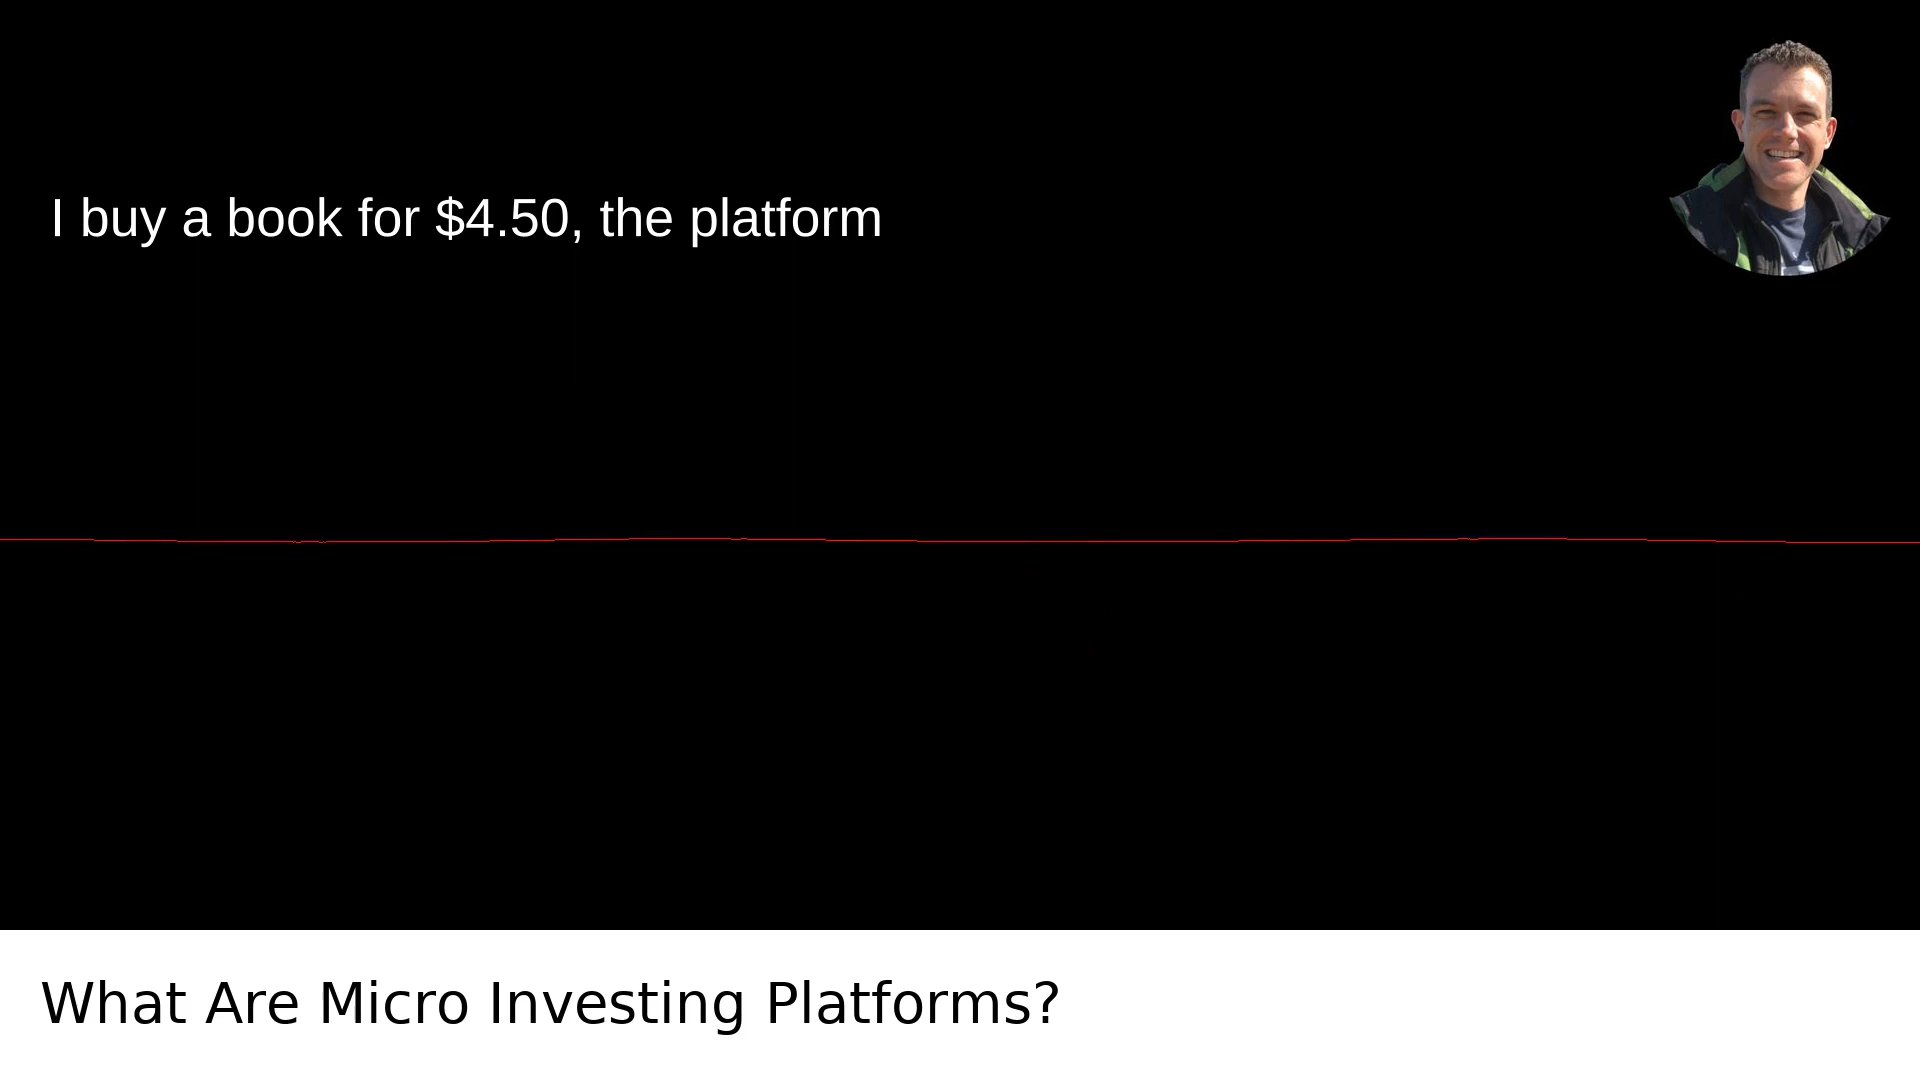 I buy a book for $4.50, the platform
What Are Micro Investing Platforms?